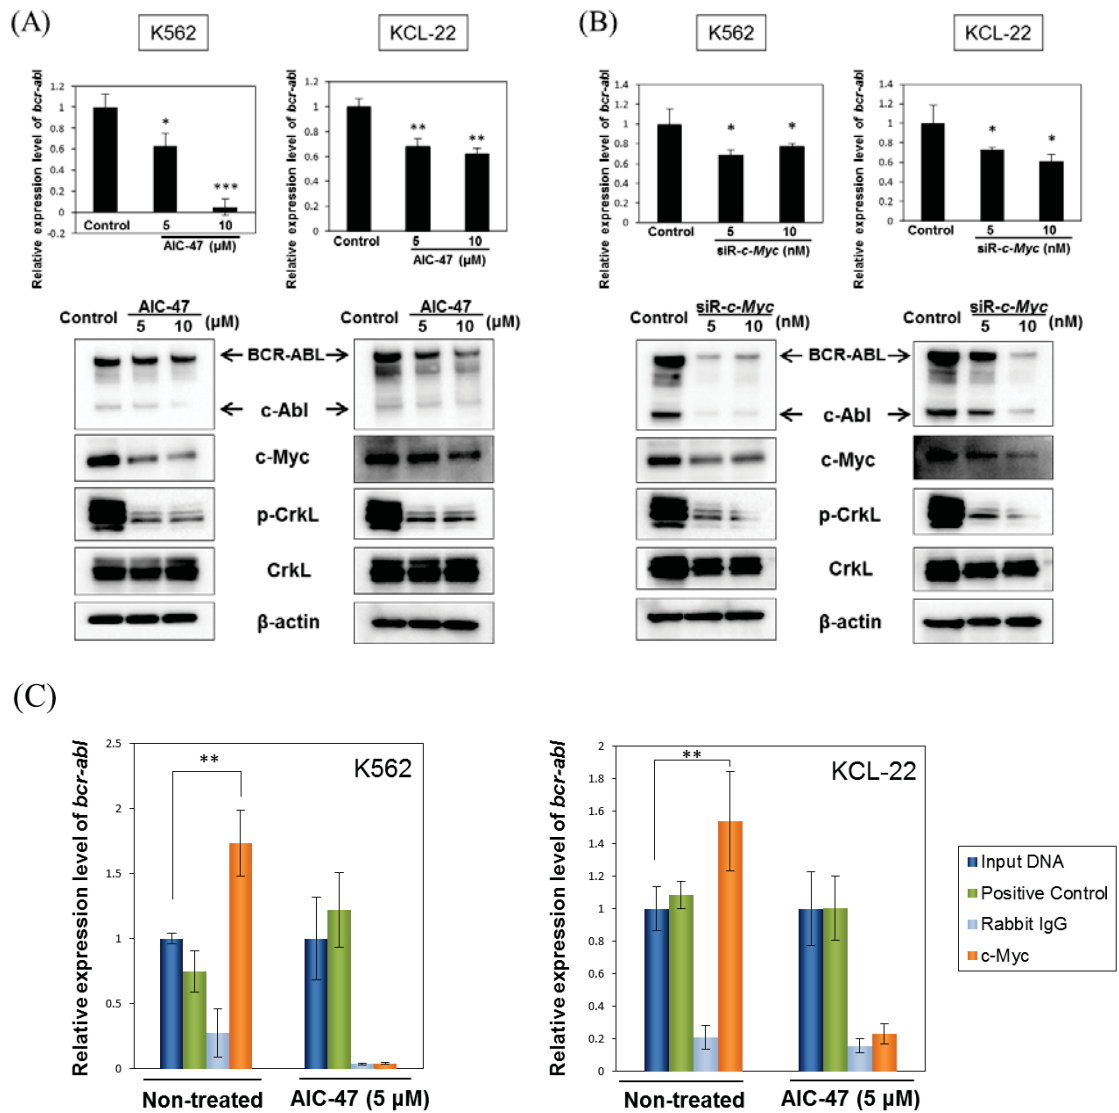 (A)
K562
KCL-22
Relative expression level of bcr-abl
1.2
1
0.8
0.6
0.4
0.2
0
-0.2
*
***
Control
5
10
AIC-47 (µM)
Relative expression level of bcr-abl
1.2
1
0.8
0.6
0.4
0.2
0
**
**
Control
5
10
AIC-47 (µM)
Control
AIC-47
5
10
(µM)
Control
AIC-47
5
10
(µM)
BCR-ABL
c-Abl
c-Myc
p-CrkL
CrkL
β-actin
(B)
K562
KCL-22
Relative expression level of bcr-abl
1.4
1.2
1
0.8
0.6
0.4
0.2
0
*
*
Control
5
10
siR-c-Myc (nM)
Relative expression level of bcr-abl
1.4
1.2
1
0.8
0.6
0.4
0.2
0
*
*
Control
5
10
siR-c-Myc (nM)
Control
siR-c-Myc
5
10
(nM)
Control
siR-c-Myc
5
10
(nM)
BCR-ABL
c-Abl
c-Myc
p-CrkL
CrkL
β-actin
(C)
Relative expression level of bcr-abl
2.5
2
1.5
1
0.5
0
**
K562
Non-treated
AIC-47 (5 µM)
Relative expression level of bcr-abl
2
1.8
1.6
1.4
1.2
1
0.8
0.6
0.4
0.2
0
**
KCL-22
Non-treated
AIC-47 (5 µM)
Input DNA
Positive Control
Rabbit IgG
c-Myc